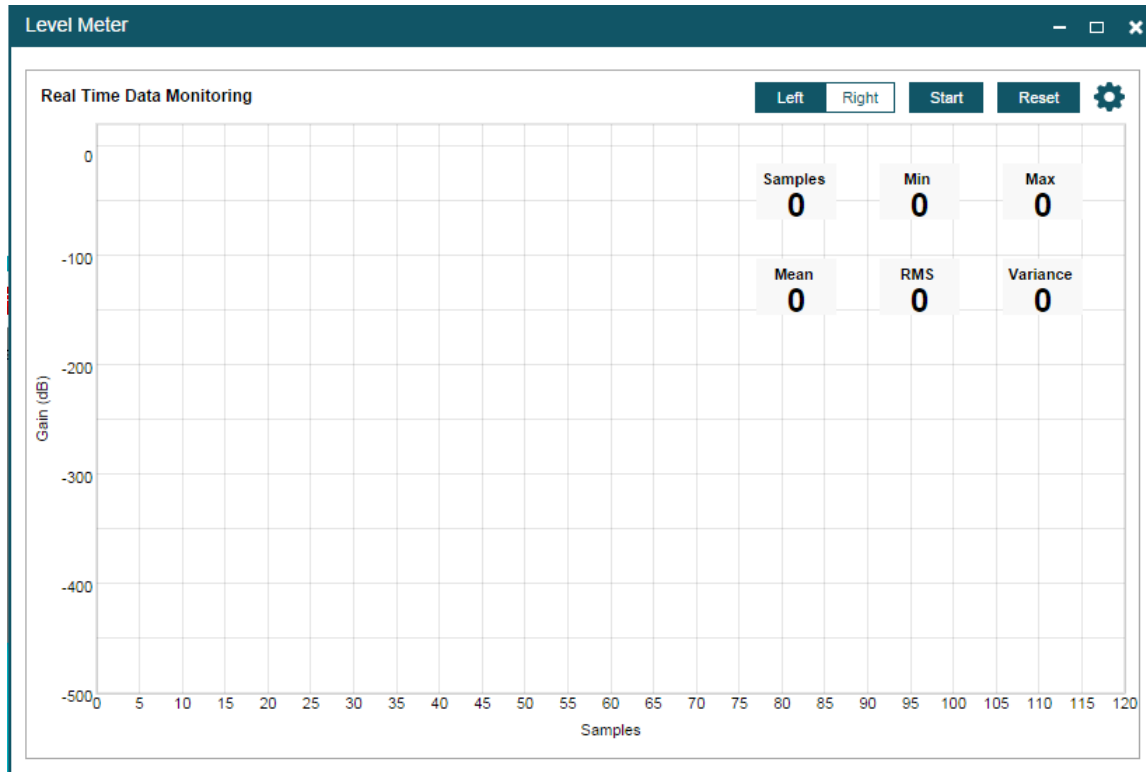 Level Meter
Real Time Data Monitoring
Left Right Start Reset
0
Samples Min Max
0 0 0
-100
Mean RMS Variance
0 0 0
-200
Gain (dB)
-300
-400
-500
0 5 10 15 20 25 30 35 40 45 50 55 60 65 70 75 80 85 90 95 100 105 110 115 120
Samples